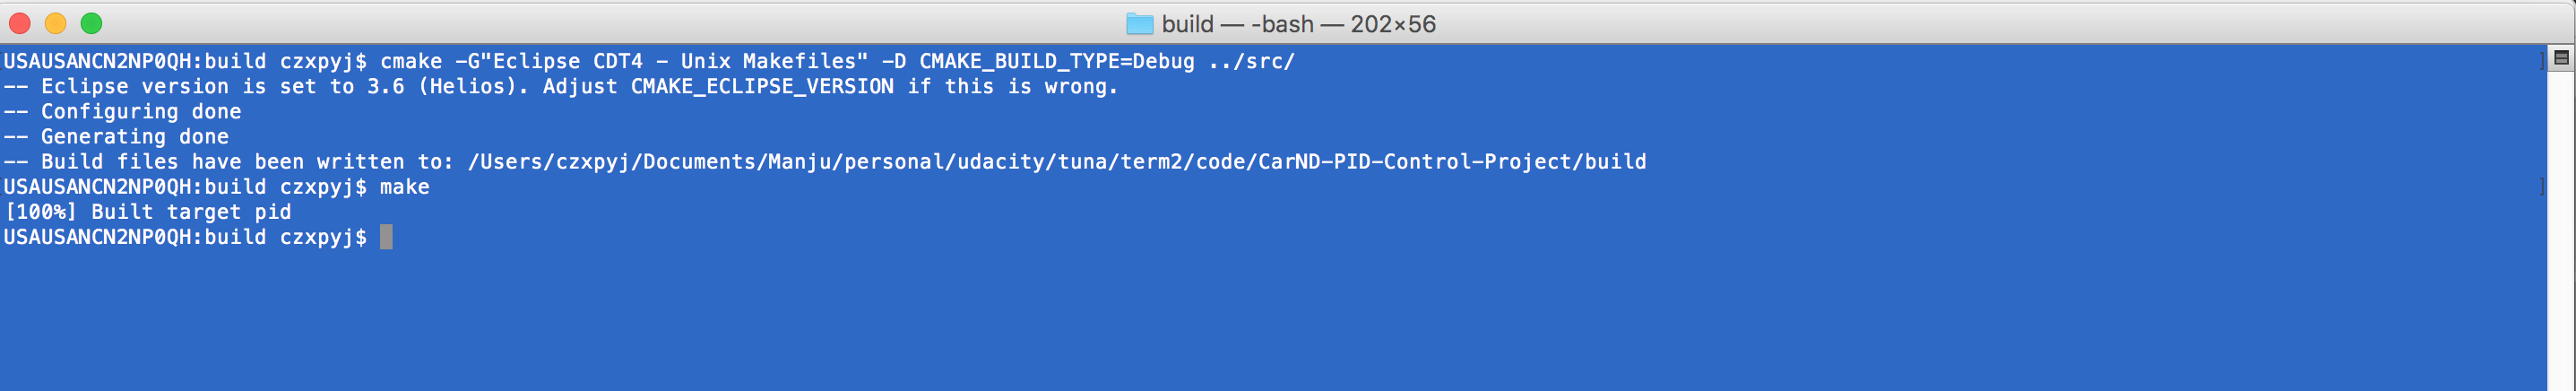 build — -bash — 202×56
USAUSANCN2NP0QH:build czxpyj$ cmake -G"Eclipse CDT4 - Unix Makefiles" -D CMAKE_BUILD_TYPE=Debug ../src/
-- Eclipse version is set to 3.6 (Helios). Adjust CMAKE_ECLIPSE_VERSION if this is wrong.
-- Configuring done
-- Generating done
-- Build files have been written to: /Users/czxpyj/Documents/Manju/personal/udacity/tuna/term2/code/CarND-PID-Control-Project/build
USAUSANCN2NP0QH:build czxpyj$ make
[100%] Built target pid
USAUSANCN2NP0QH:build czxpyj$